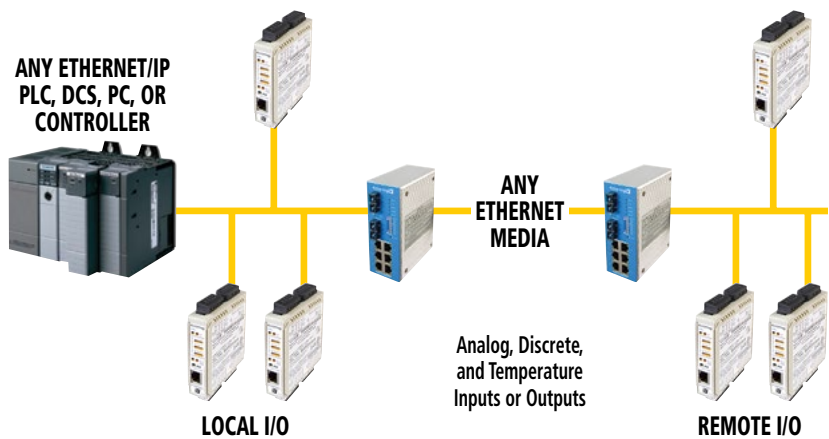 ANY ETHERNET/IP
PLC, DCS, PC, OR
CONTROLLER
ANY
ETHERNET
MEDIA
Analog, Discrete,
and Temperature
Inputs or Outputs
LOCAL I/O
REMOTE I/O